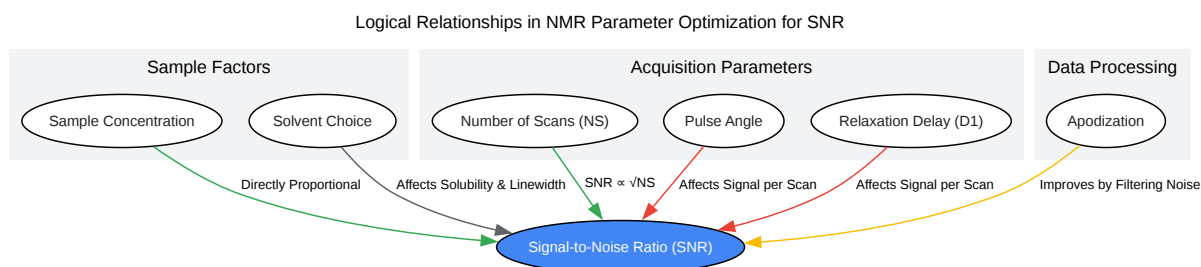 Logical Relationships in NMR Parameter Optimization for SNR
Sample Factors
Acquisition Parameters
Data Processing
Sample Concentration
Solvent Choice
Number of Scans (NS)
Pulse Angle
Relaxation Delay (D1)
Apodization
Directly Proportional
Affects Solubility & Linewidth
SNR ∝ √NS
Affects Signal per Scan
Affects Signal per Scan
Improves by Filtering Noise
Signal-to-Noise Ratio (SNR)